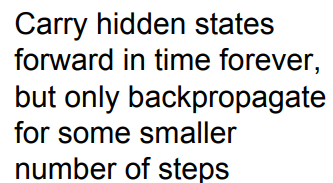 Carry hidden states
forward in time forever,
but only backpropagate
for some smaller
number of steps